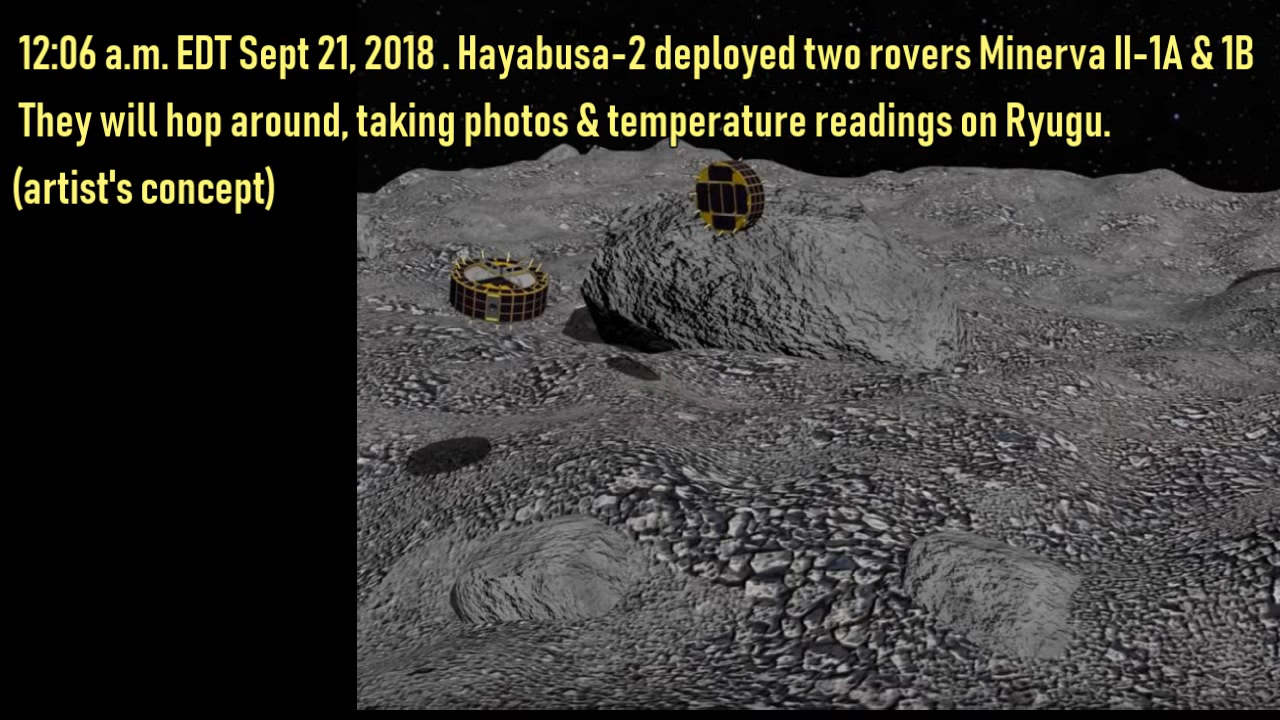 12:06 a.m. EDT Sept 21, 2018 . Hayabusa-2 deployed two rovers Minerva II-1A & 1B
They will hop around, taking photos & temperature readings on Ryugu.
(artist's concept)